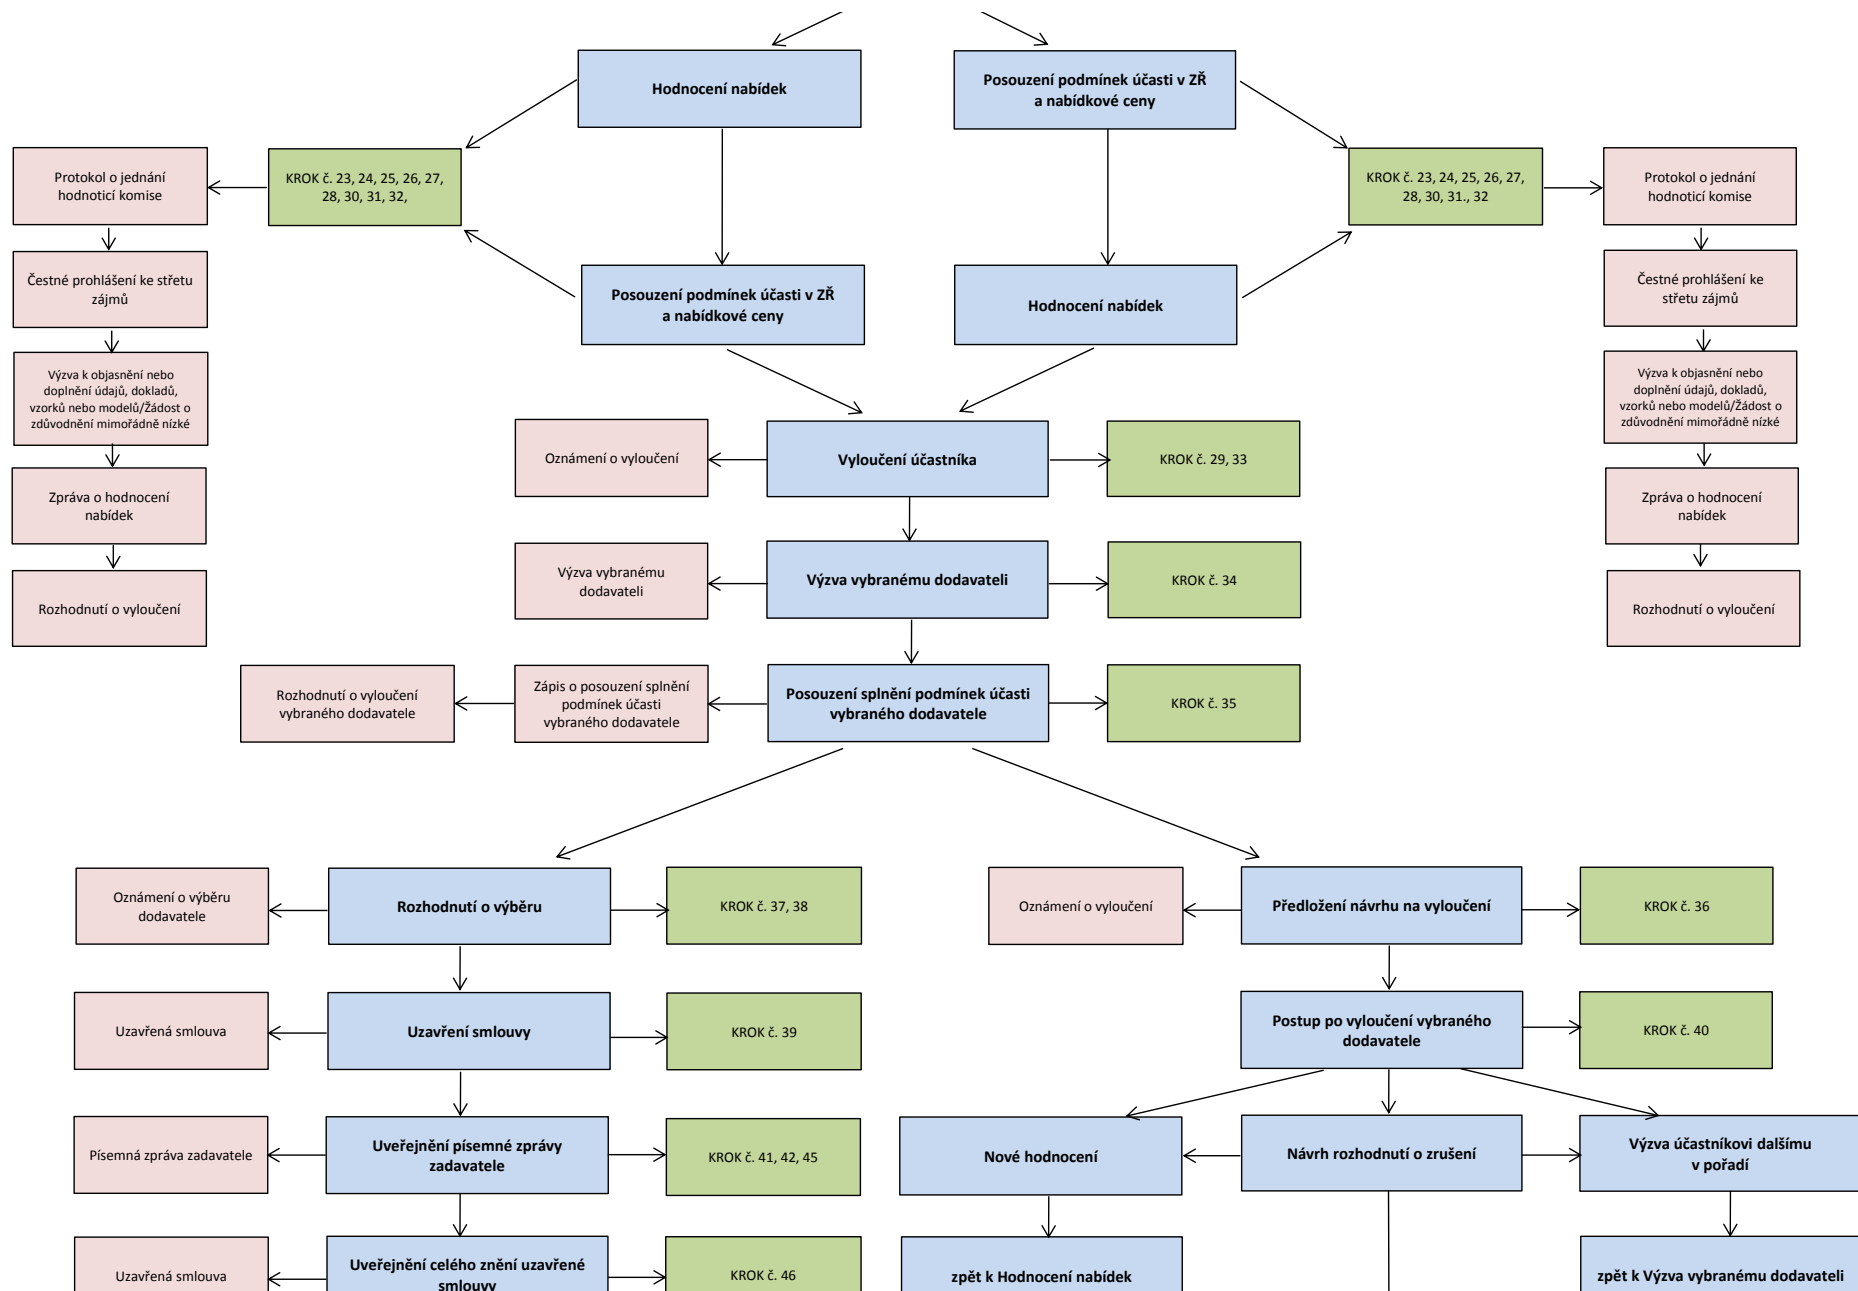 Hodnocení nabídek
Posouzení podmínek účasti v ZŘ
a nabídkové ceny
Protokol o jednání
hodnoticí komise
KROK č. 23, 24, 25, 26, 27,
28, 30, 31, 32,
KROK č. 23, 24, 25, 26, 27,
28, 30, 31., 32
Protokol o jednání
hodnoticí komise
Čestné prohlášení ke střetu
zájmů
Posouzení podmínek účasti v ZŘ
a nabídkové ceny
Hodnocení nabídek
Čestné prohlášení ke
střetu zájmů
Výzva k objasnění nebo
doplnění údajů, dokladů,
vzorků nebo modelů/Žádost o
zdůvodnění mimořádně nízké
Výzva k objasnění nebo
doplnění údajů, dokladů,
vzorků nebo modelů/Žádost o
zdůvodnění mimořádně nízké
Oznámení o vyloučení
Vyloučení účastníka
KROK č. 29, 33
Zpráva o hodnocení
nabídek
Zpráva o hodnocení
nabídek
Výzva vybranému
dodavateli
Výzva vybranému dodavateli
KROK č. 34
Rozhodnutí o vyloučení
Rozhodnutí o vyloučení
Rozhodnutí o vyloučení
vybraného dodavatele
Zápis o posouzení splnění
podmínek účasti
vybraného dodavatele
Posouzení splnění podmínek účasti
vybraného dodavatele
KROK č. 35
Oznámení o výběru
dodavatele
Rozhodnutí o výběru
KROK č. 37, 38
Oznámení o vyloučení
Předložení návrhu na vyloučení
KROK č. 36
Uzavřená smlouva
Uzavření smlouvy
KROK č. 39
Postup po vyloučení vybraného
dodavatele
KROK č. 40
Písemná zpráva zadavatele
Uveřejnění písemné zprávy
zadavatele
KROK č. 41, 42, 45
Nové hodnocení
Návrh rozhodnutí o zrušení
Výzva účastníkovi dalšímu
v pořadí
Uzavřená smlouva
Uveřejnění celého znění uzavřené
smlouvy
KROK č. 46
zpět k Hodnocení nabídek
zpět k Výzva vybranému dodavateli